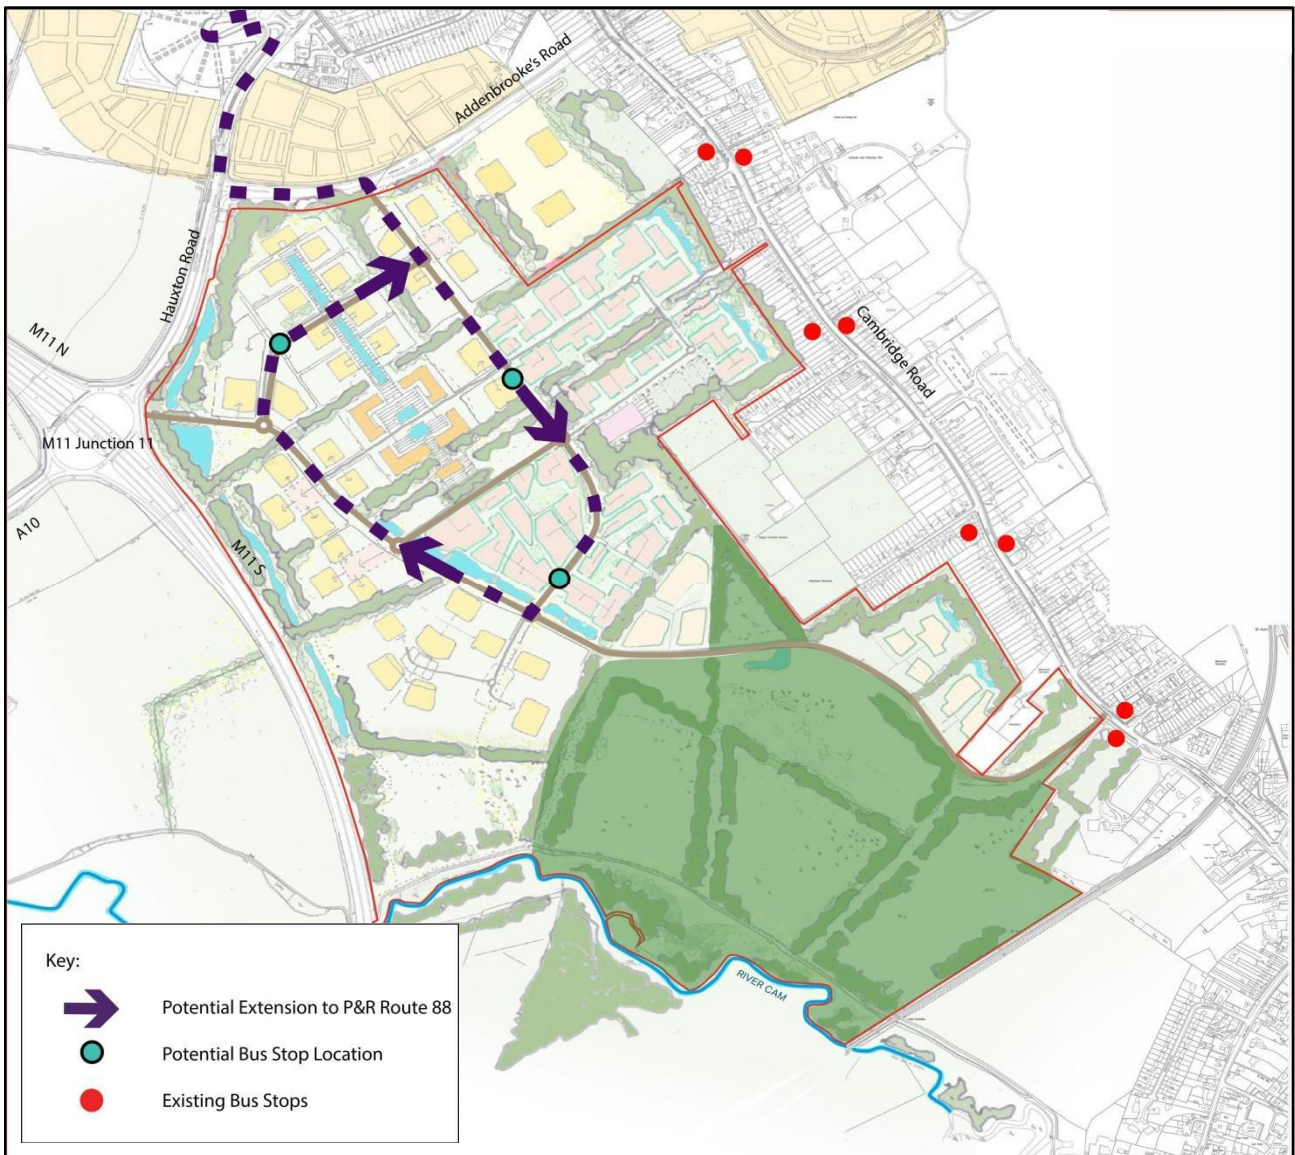 Addenbrooke's Road
Hauxton Road
Cambridge Road
M11 N
M11 Junction 11
A10
M11 S
RIVER CAM
Key:
Potential Extension to P&R Route 88
Potential Bus Stop Location
Existing Bus Stops